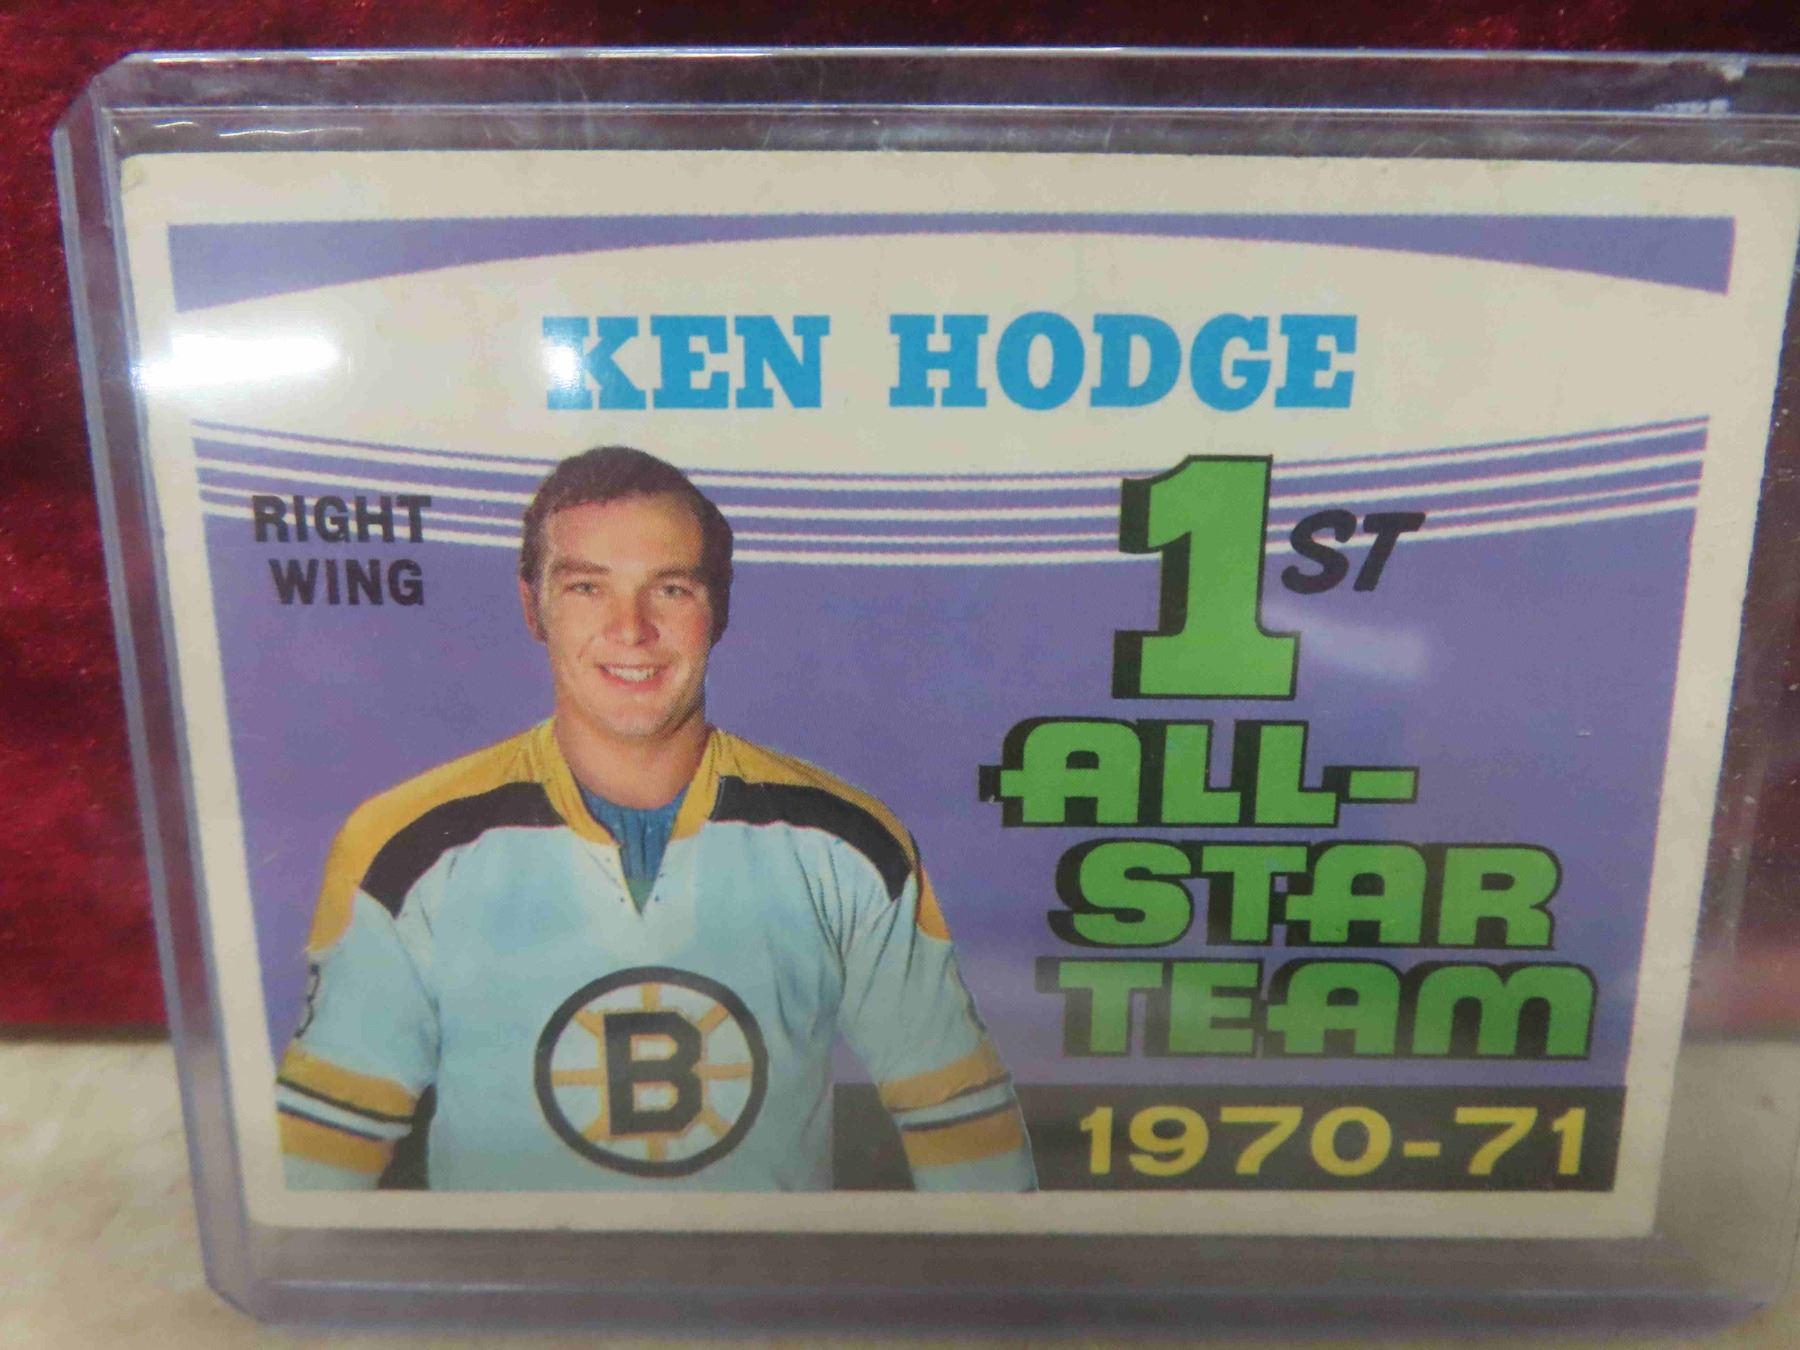 KEN HODGE
RIGHT
WING
1ST
ALL-
STAR
TEAM
B
1970-71